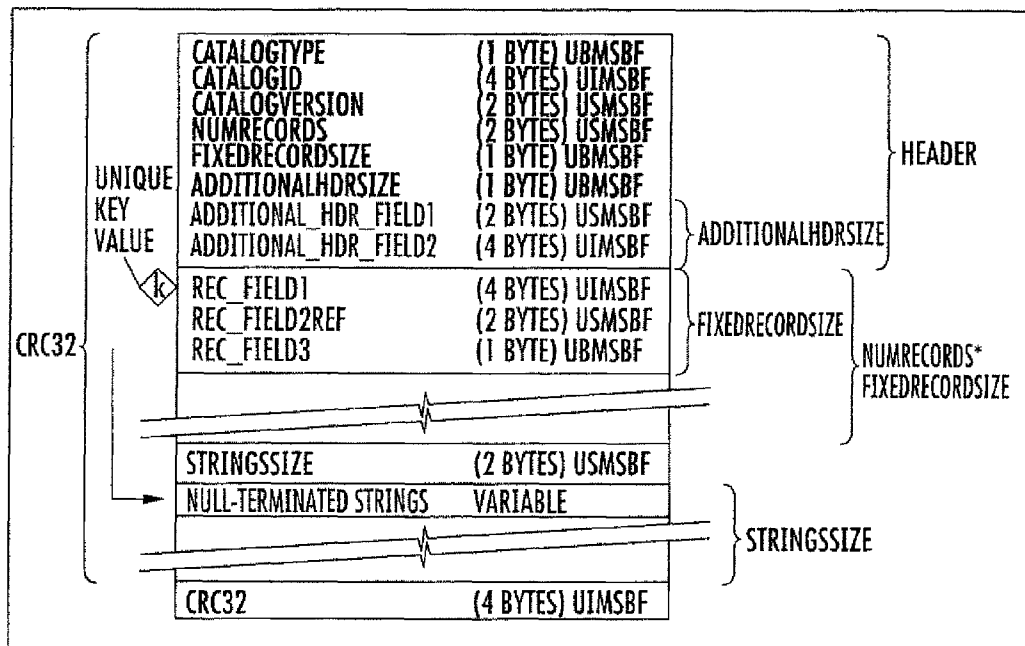 CATALOGTYPE (1 BYTE) UBMSBF
CATALOGID (4 BYTES) UIMSBF
CATALOGVERSION (2 BYTES) USMSBF
NUMRECORDS (2 BYTES) USMSBF
FIXEDRECORDSIZE (1 BYTE) UBMSBF
ADDITIONALHDRSIZE (1 BYTE) UBMSBF
ADDITIONAL_HDR_FIELD1 (2 BYTES) USMSBF
ADDITIONAL_HDR_FIELD2 (4 BYTES) UIMSBF
HEADER
ADDITIONALHDRSIZE
UNIQUE
KEY
VALUE
k
REC_FIELD1 (4 BYTES) UIMSBF
REC_FIELD2REF (2 BYTES) USMSBF
REC_FIELD3 (1 BYTE) UBMSBF
FIXEDRECORDSIZE
NUMRECORDS*
FIXEDRECORDSIZE
CRC32
STRINGSSIZE (2 BYTES) USMSBF
NULL-TERMINATED STRINGS VARIABLE
STRINGSSIZE
CRC32 (4 BYTES) UIMSBF